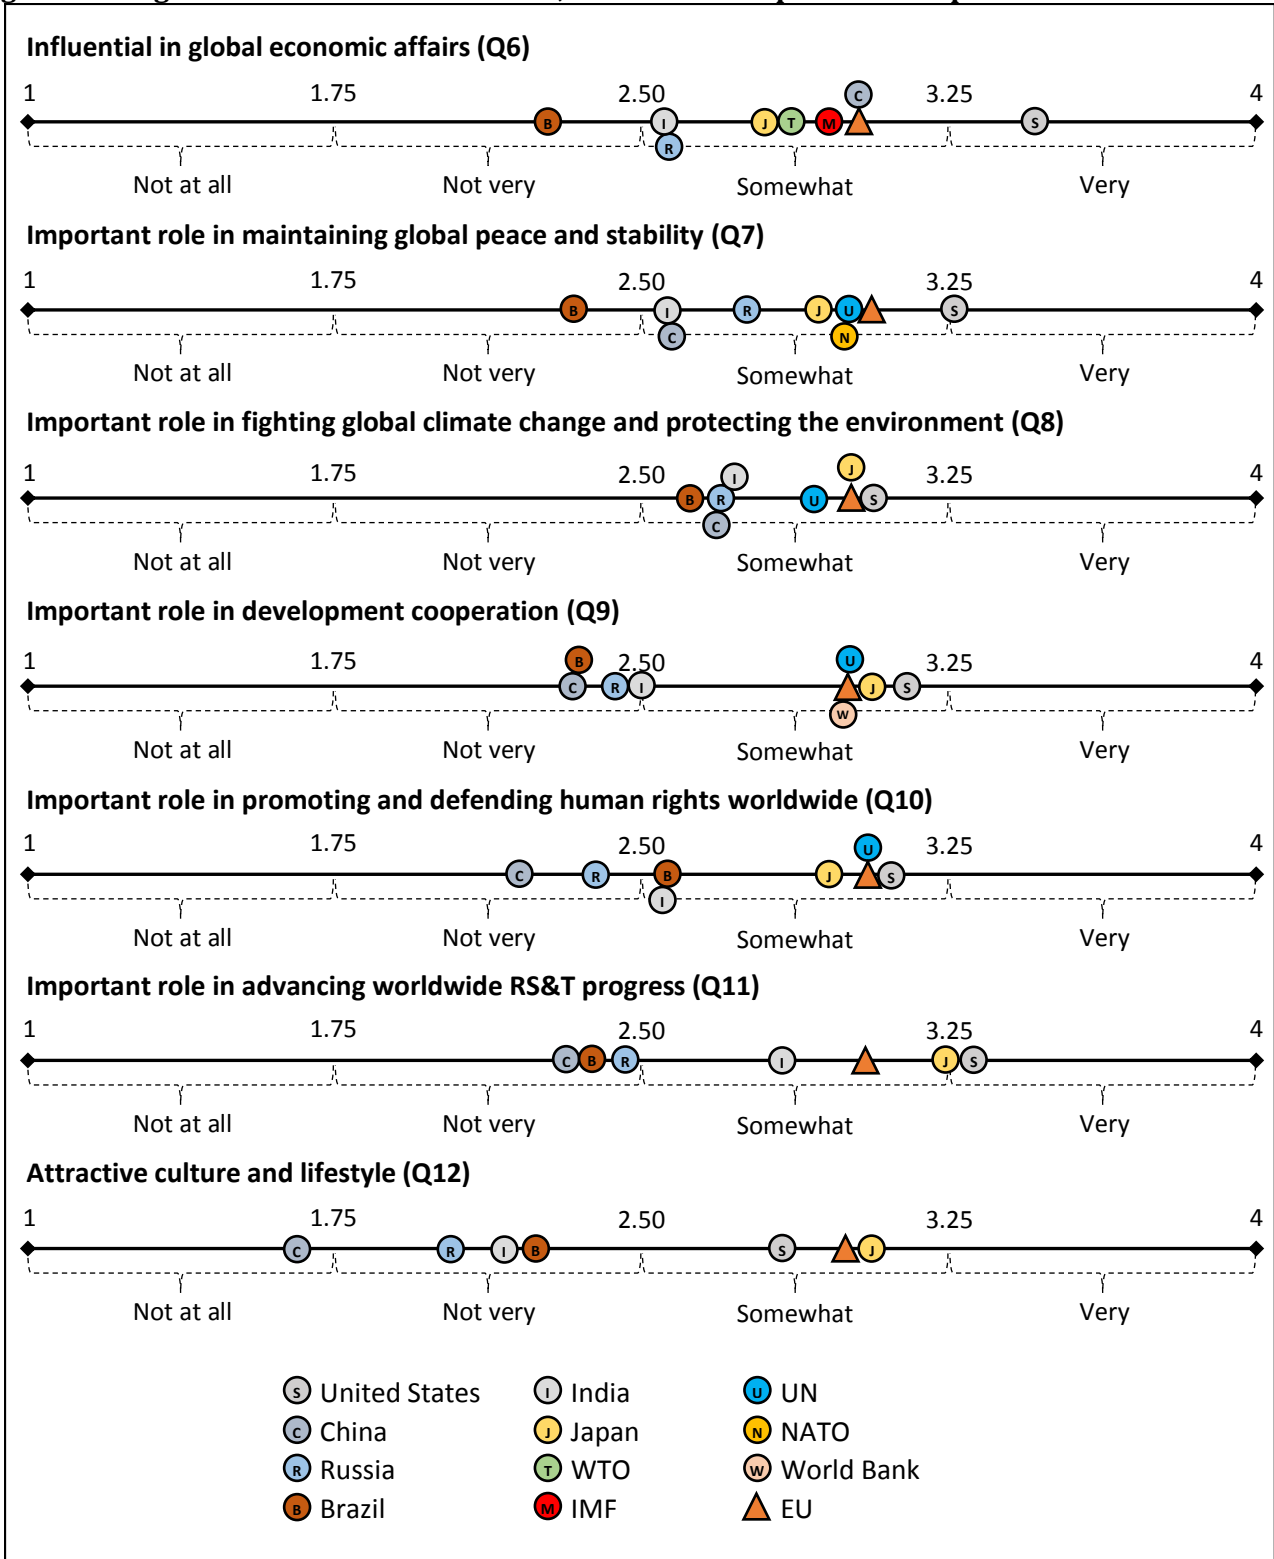 Influential in global economic affairs (Q6)
1 1.75 2.50 C 3.25 4
B I J T M S
R
Not at all Not very Somewhat Very
Important role in maintaining global peace and stability (Q7)
1 1.75 2.50 3.25 4
B I R J U S
C N
Not at all Not very Somewhat Very
Important role in fighting global climate change and protecting the environment (Q8)
1 1.75 2.50 I J 3.25 4
B R U S
C
Not at all Not very Somewhat Very
Important role in development cooperation (Q9)
1 1.75 B 2.50 U 3.25 4
C R I J S
W
Not at all Not very Somewhat Very
Important role in promoting and defending human rights worldwide (Q10)
1 1.75 2.50 U 3.25 4
C R B J S
I
Not at all Not very Somewhat Very
Important role in advancing worldwide RS&T progress (Q11)
1 1.75 2.50 3.25 4
C B R I J S
Not at all Not very Somewhat Very
Attractive culture and lifestyle (Q12)
1 1.75 2.50 3.25 4
C R I B S J
Not at all Not very Somewhat Very
S United States I India U UN
C China J Japan N NATO
R Russia T WTO W World Bank
B Brazil M IMF EU